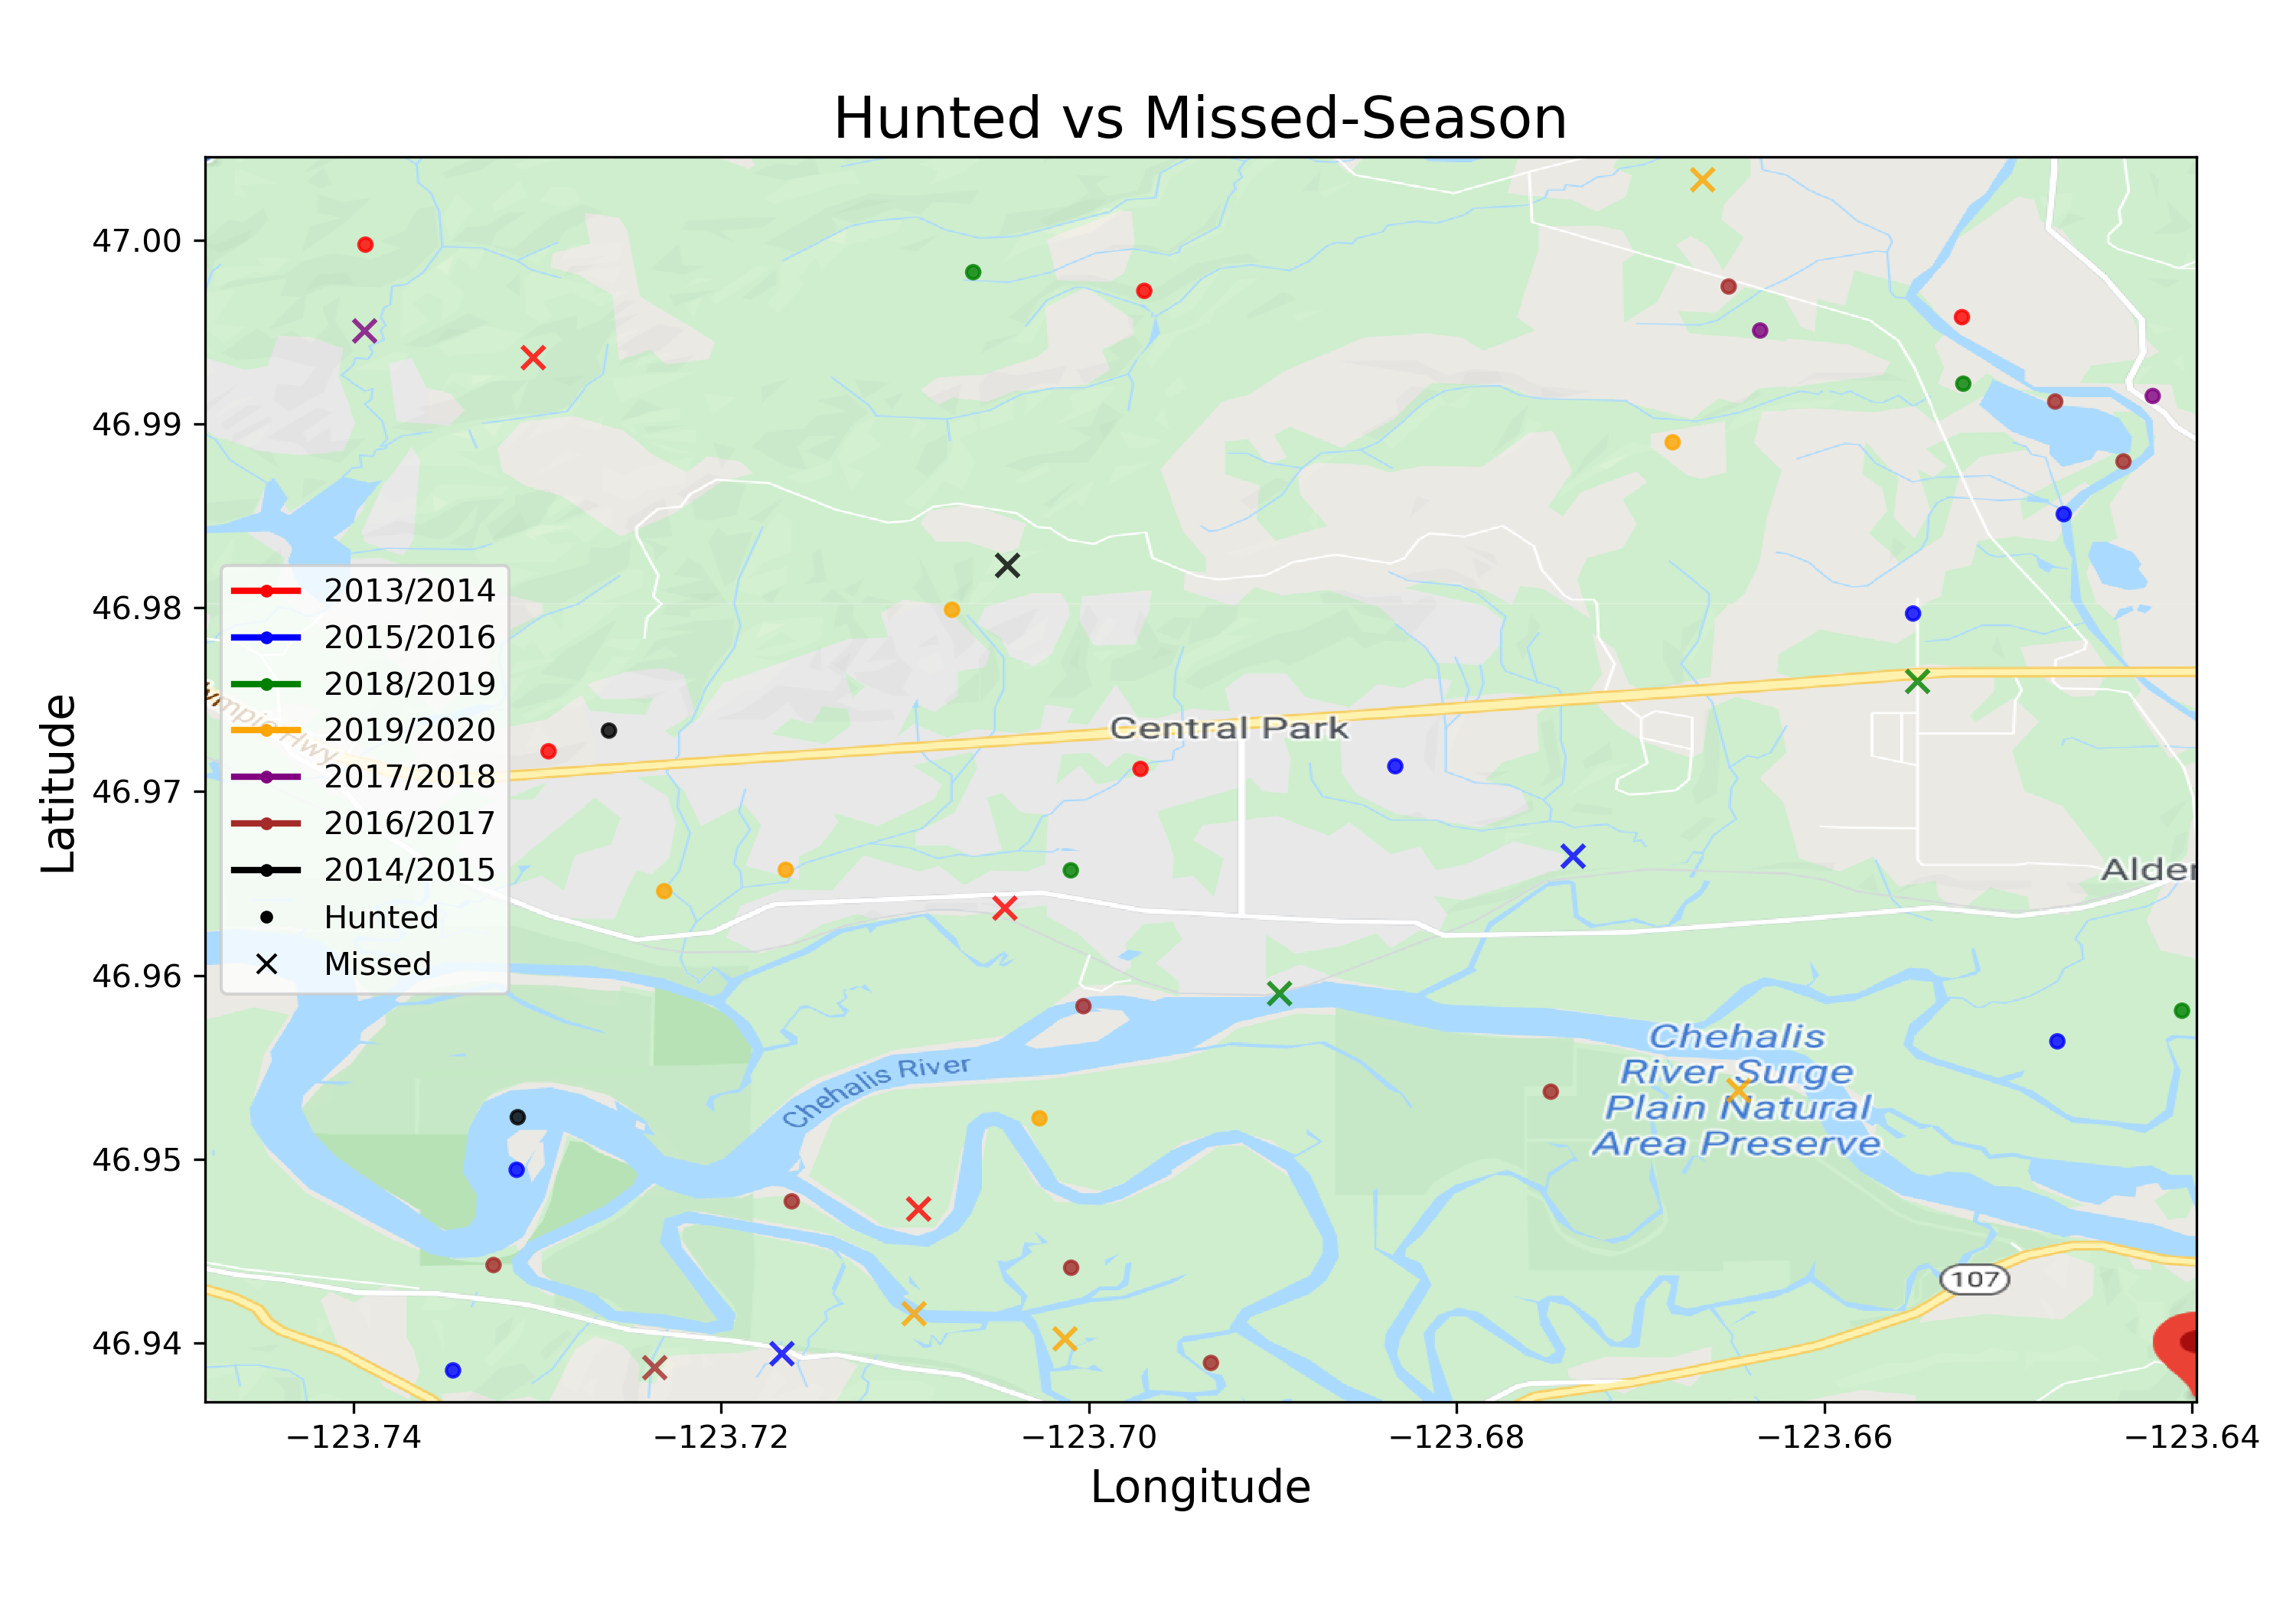 Hunted vs Missed-Season
47.00
46.99
46.98
46.97
46.96
46.95
46.94
Latitude
2013/2014
2015/2016
2018/2019
2019/2020
2017/2018
2016/2017
2014/2015
Hunted
Missed
Hwy
Central Park
Alder
Chehalis River
Chehalis
River Surge
Plain Natural
Area Preserve
107
−123.74
−123.72
−123.70
−123.68
−123.66
−123.64
Longitude